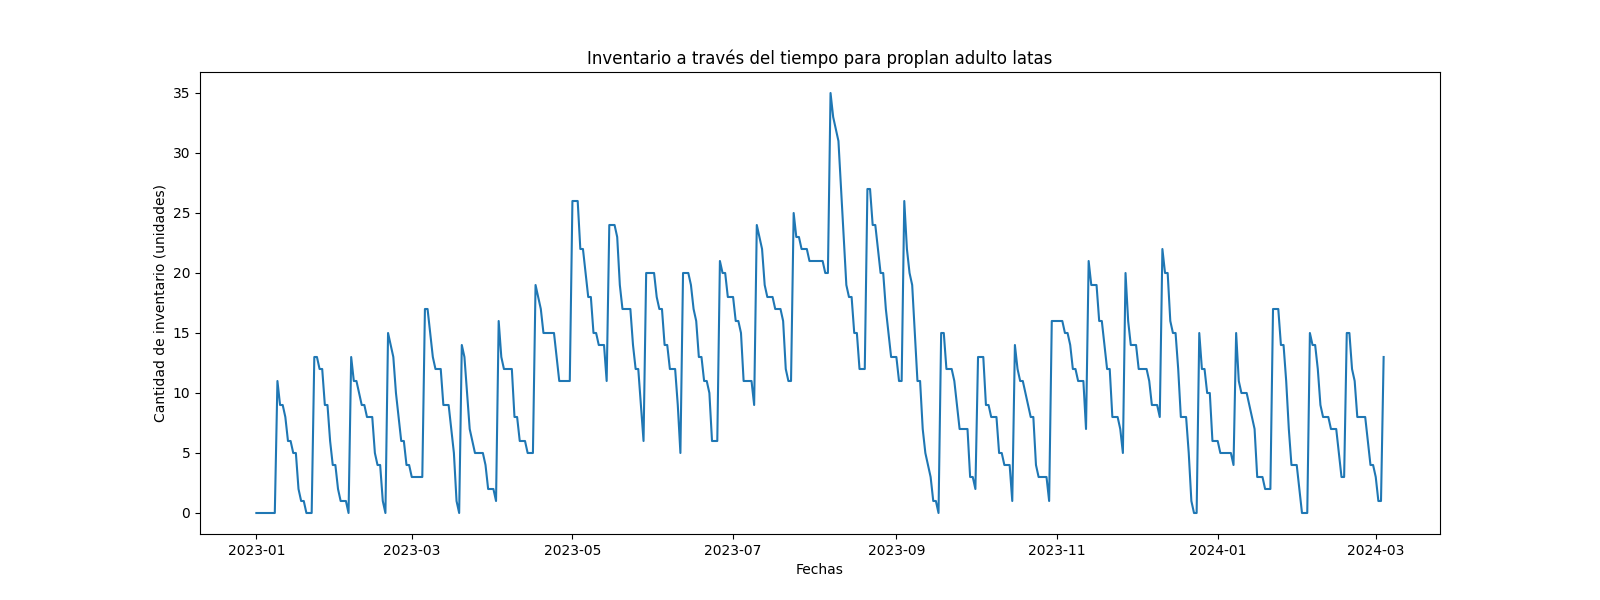 Inventario a través del tiempo para proplan adulto latas
Cantidad de inventario (unidades)
35
30
25
20
15
10
5
0
2023-01 2023-03 2023-05 2023-07 2023-09 2023-11 2024-01 2024-03
Fechas